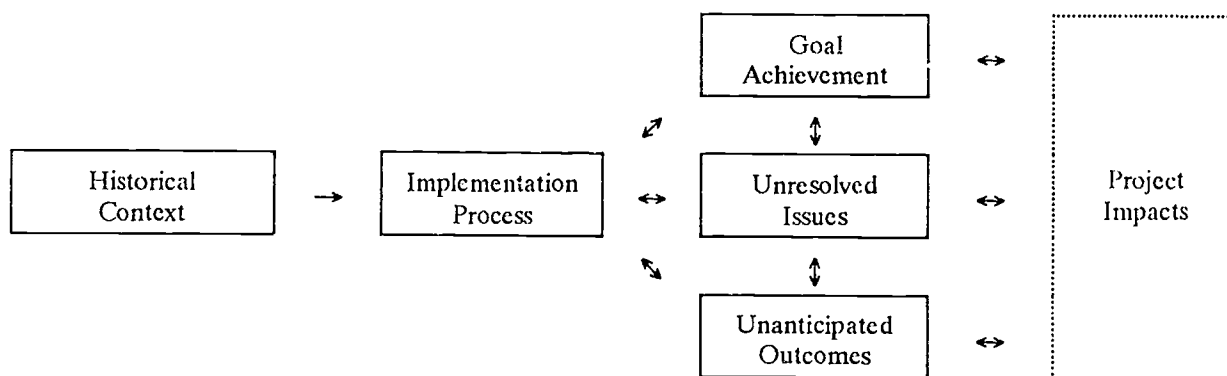 Goal
Achievement
Historical
Context
Implementation
Process
Unresolved
Issues
Project
Impacts
Unanticipated
Outcomes